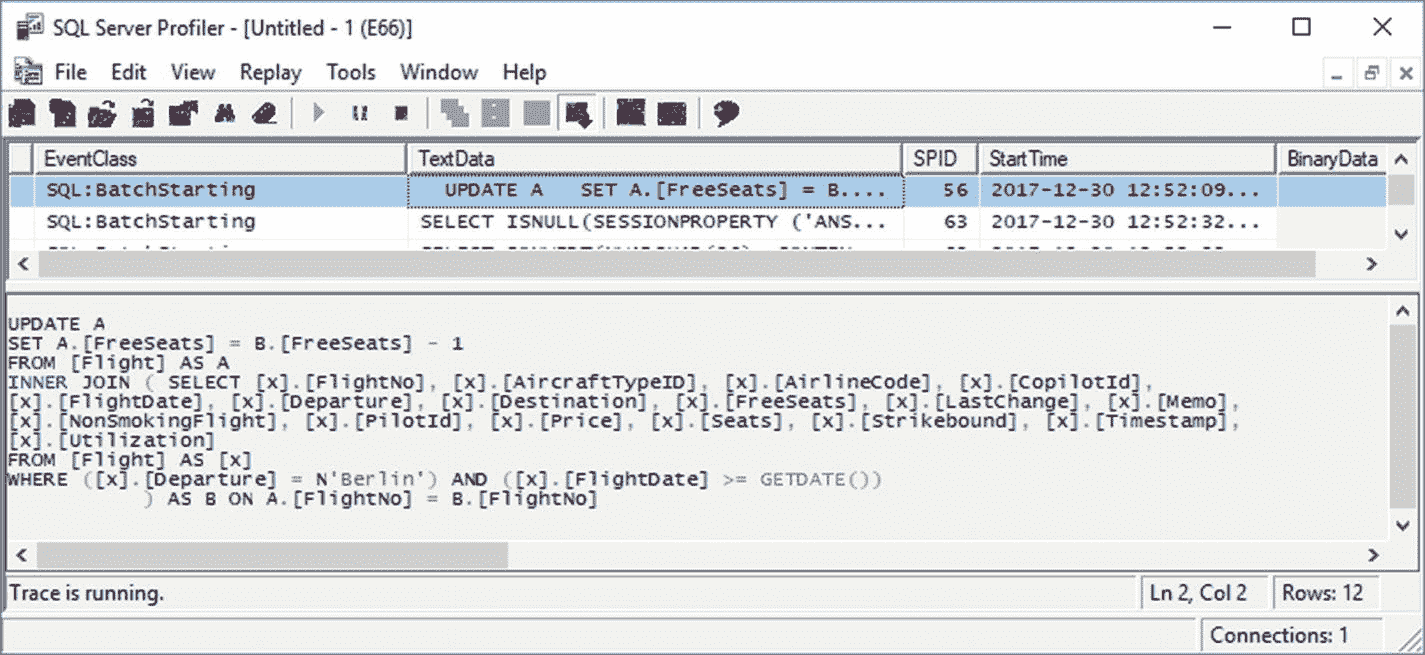 SQL Server Profiler - [Untitled - 1 (E66)]
File Edit View Replay Tools Window Help
EventClass TextData SPID StartTime BinaryData
SQL:BatchStarting UPDATE A SET A.[FreeSeats] = B.... 56 2017-12-30 12:52:09...
SQL:BatchStarting SELECT ISNULL(SESSIONPROPERTY ('ANS... 63 2017-12-30 12:52:32...
UPDATE A
SET A.[FreeSeats] = B.[FreeSeats] - 1
FROM [Flight] AS A
INNER JOIN ( SELECT [x].[FlightNo], [x].[AircraftTypeID], [x].[AirlineCode], [x].[CopilotId],
[x].[FlightDate], [x].[Departure], [x].[Destination], [x].[FreeSeats], [x].[LastChange], [x].[Memo],
[x].[NonSmokingFlight], [x].[PilotId], [x].[Price], [x].[Seats], [x].[Strikebound], [x].[Timestamp],
[x].[Utilization]
FROM [Flight] AS [x]
WHERE ([x].[Departure] = N'Berlin') AND ([x].[FlightDate] >= GETDATE())
) AS B ON A.[FlightNo] = B.[FlightNo]
Trace is running. Ln 2, Col 2 Rows: 12
Connections: 1